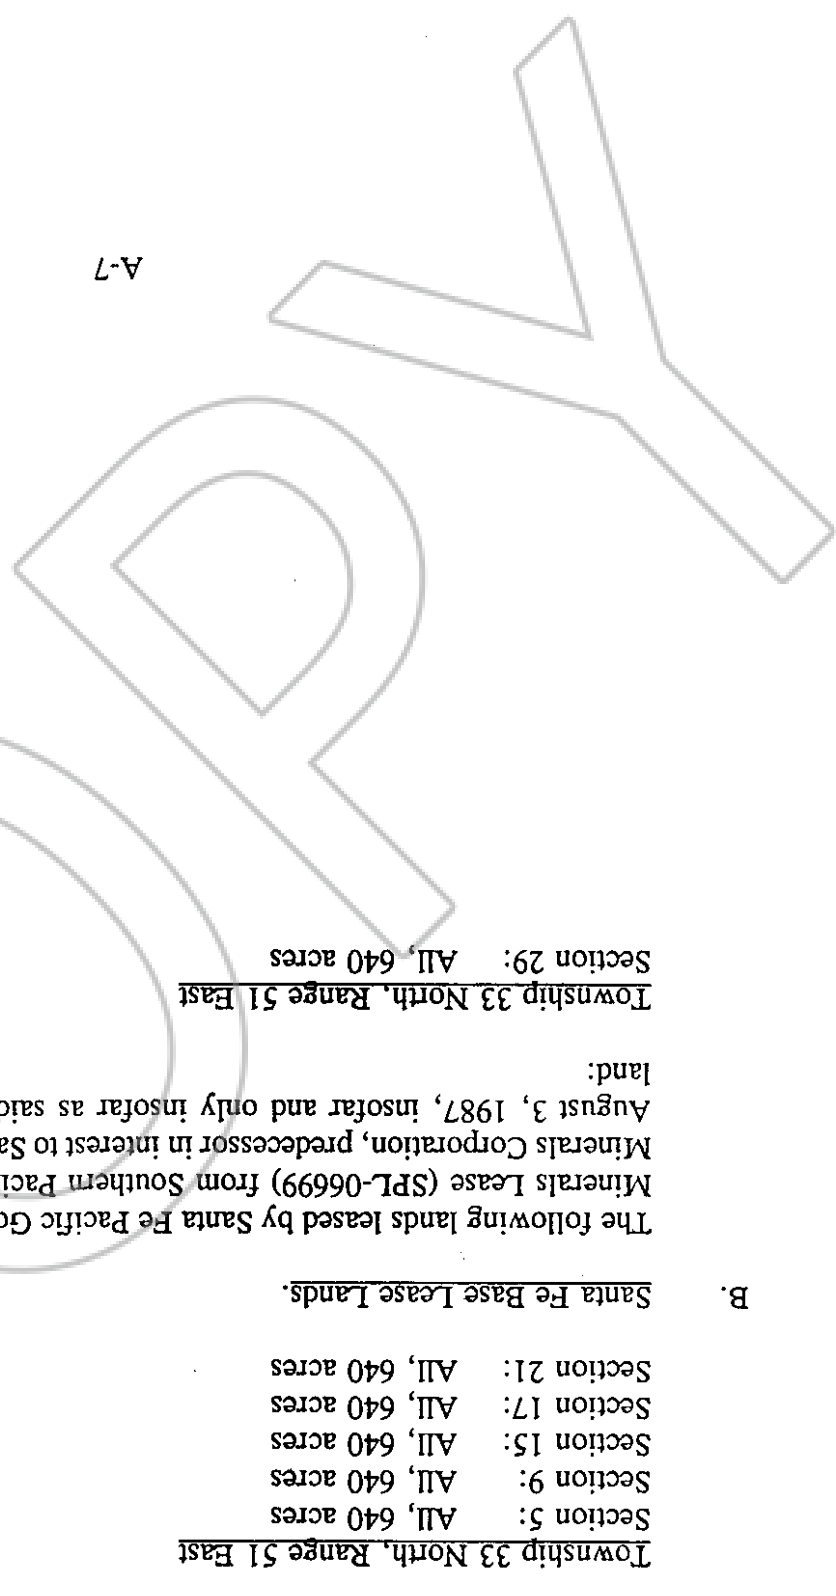 Township 33 North, Range 51 East
Section 5: All, 640 acres
Section 9: All, 640 acres
Section 15: All, 640 acres
Section 17: All, 640 acres
Section 21: All, 640 acres
B. Santa Fe Base Lease Lands.
The following lands leased by Santa Fe Pacific
Minerals Lease (SPL-06699) from Southern
Minerals Corporation, predecessor in interest to
August 3, 1987, insofar and only insofar as
land:
Township 33 North, Range 51 East
Section 29: All, 640 acres
A-7
COPY